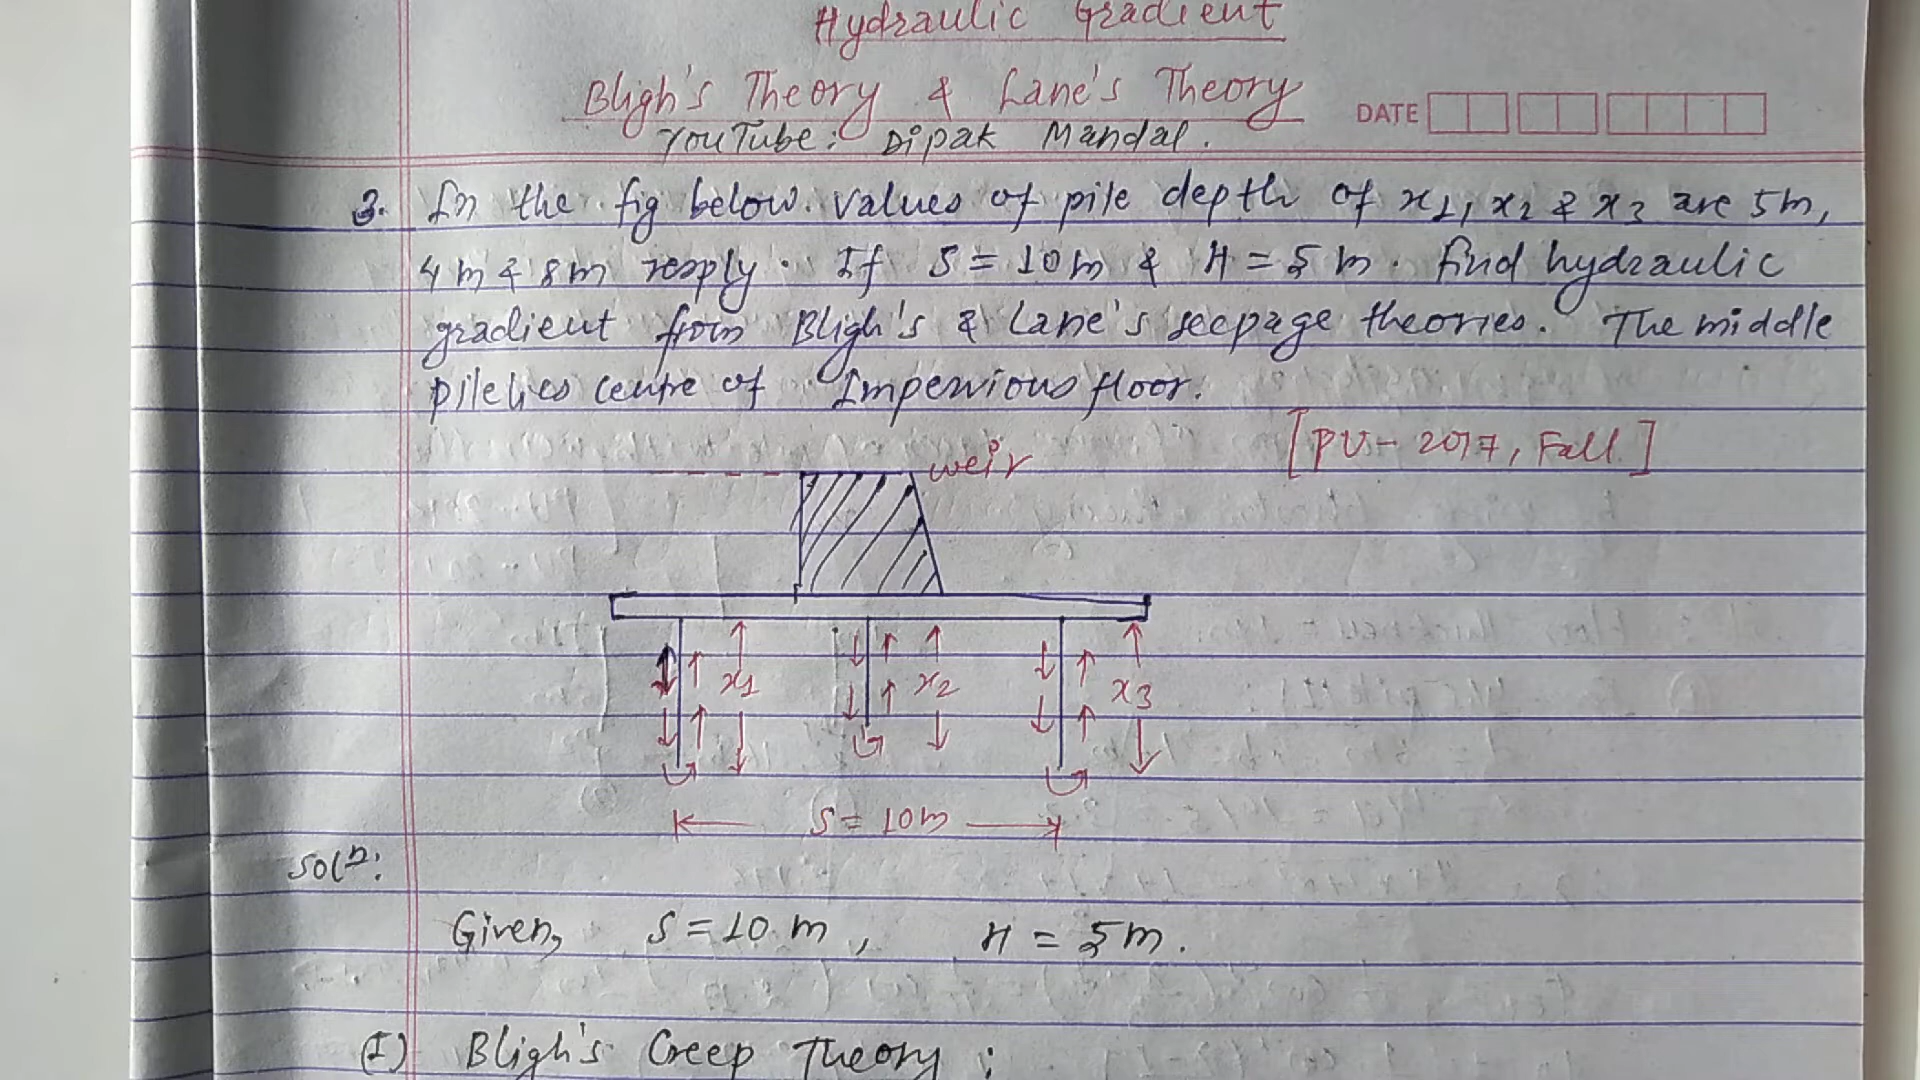 Hydraulic Gradient
Bligh's Theory & Lane's Theory
DATE
YouTube: Dipak Mandal.
3. In the fig below. values of pile depth of x1, x2 & x3 are 5m,
4m & 8m resply. If S = 10m & H = 5 m. find hydraulic
gradient from Bligh's & Lane's seepage theories. The middle
pile lies centre of Impervious floor.
[PU- 2017, Fall]
weir
x1 x2 x3
S = 10m
Solⁿ:
Given, S = 10 m, H = 5m.
(I) Bligh's Creep Theory: